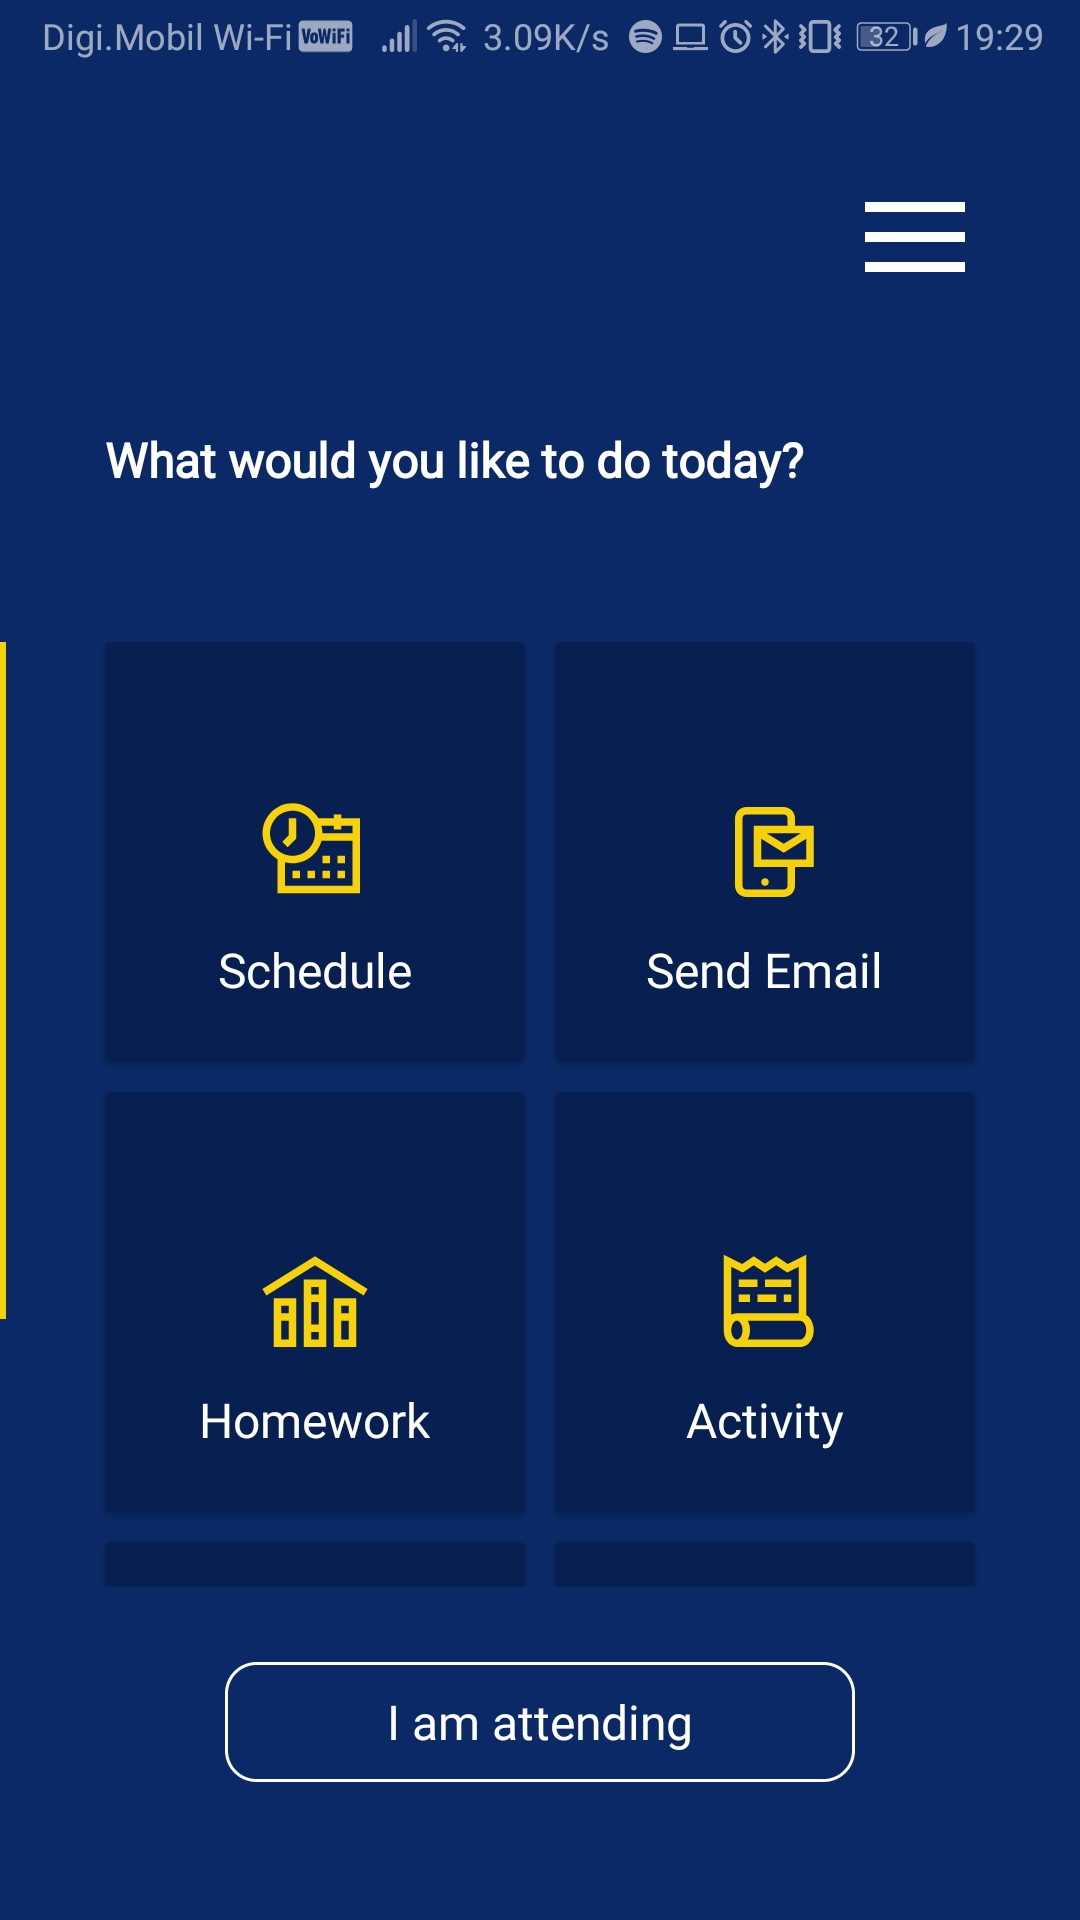 Digi.Mobil Wi-Fi VoWiFi 3.09K/s 32 19:29
What would you like to do today?
Schedule
Send Email
Homework
Activity
I am attending